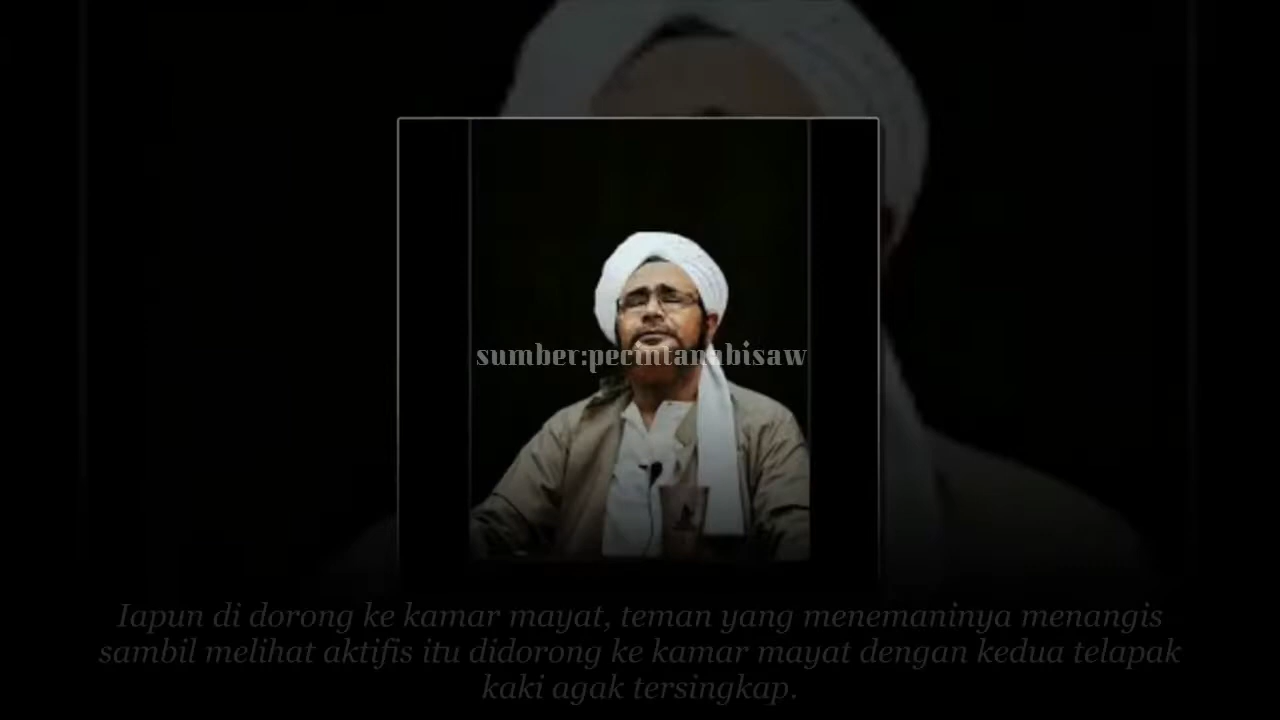 sumber:pecintanabisaw
Iapun di dorong ke kamar mayat, teman yang menemaninya menangis
sambil melihat aktifis itu didorong ke kamar mayat dengan kedua telapak
kaki agak tersingkap.